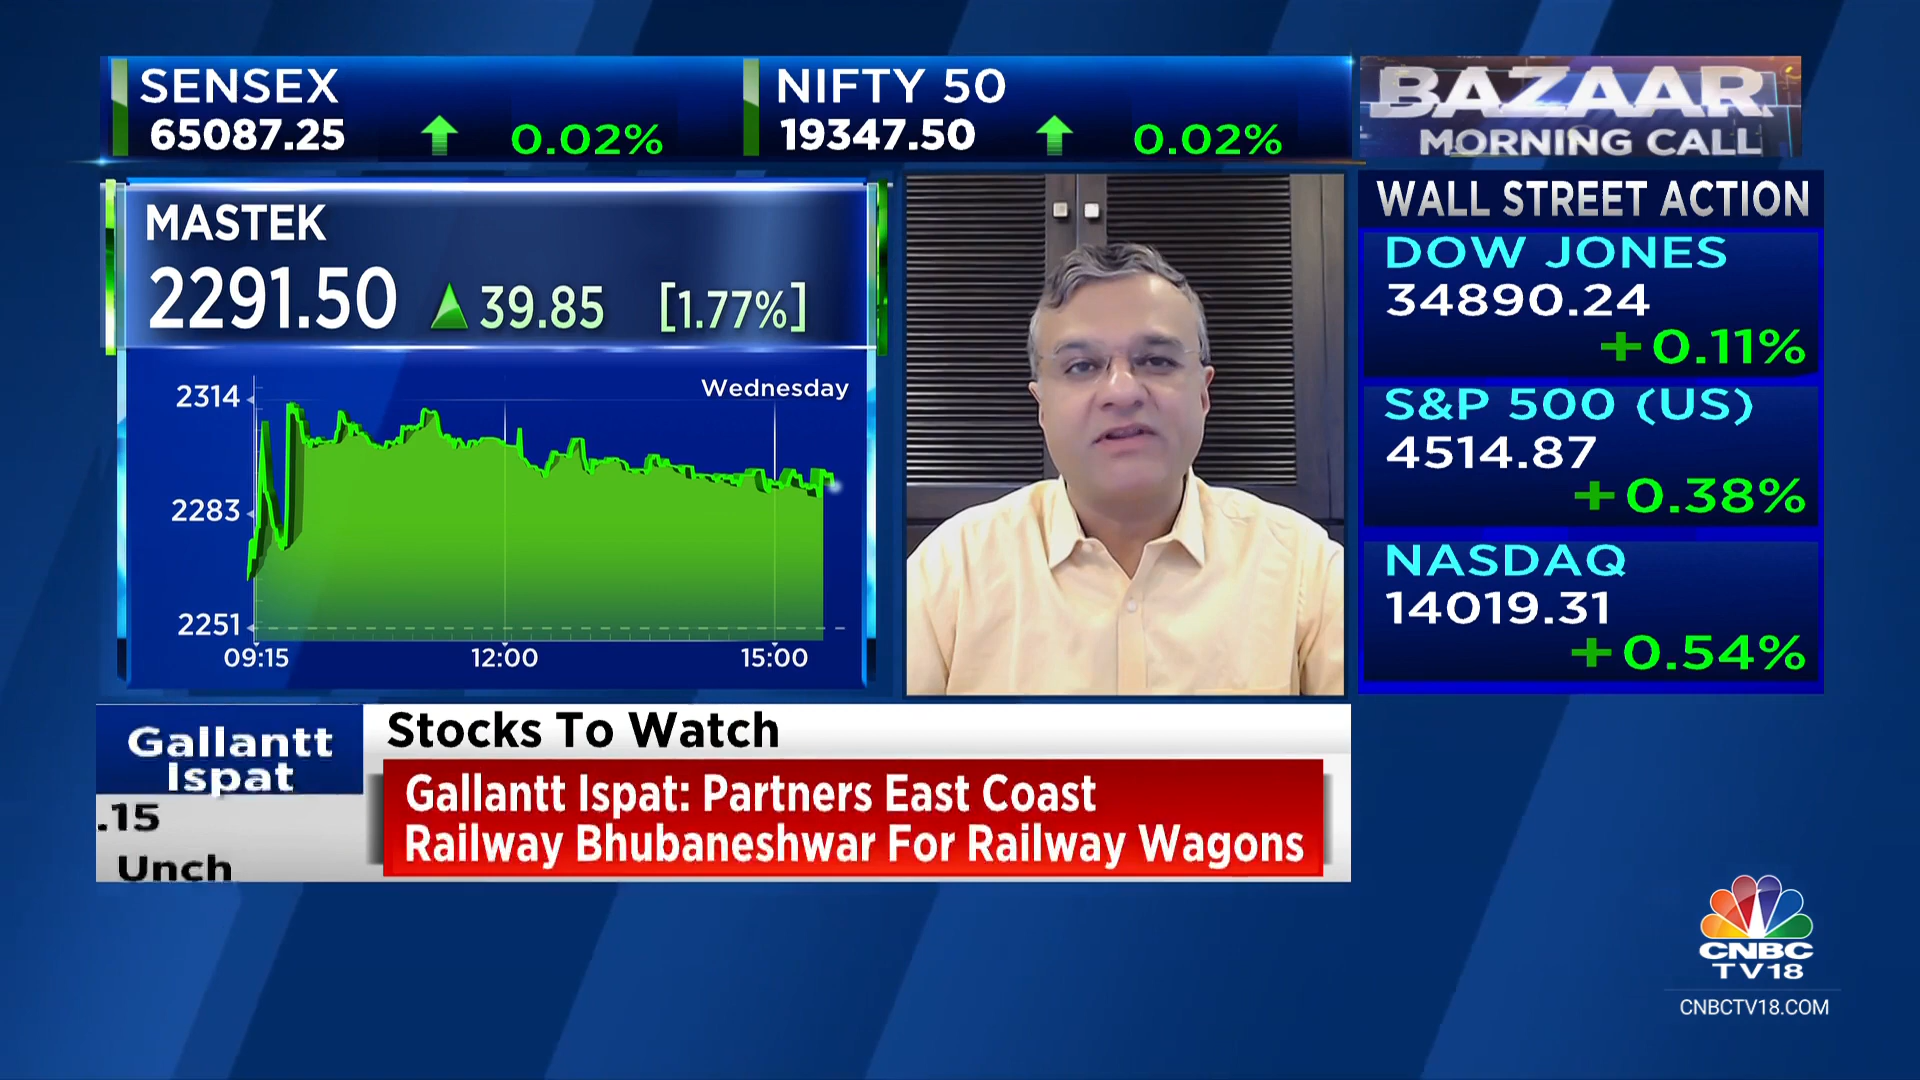 SENSEX
65087.25 0.02%
NIFTY 50
19347.50 0.02%
BAZAAR
MORNING CALL
MASTEK
2291.50 39.85 [1.77%]
Wednesday
2314
2283
2251
09:15 12:00 15:00
WALL STREET ACTION
DOW JONES
34890.24
+0.11%
S&P 500 (US)
4514.87
+0.38%
NASDAQ
14019.31
+0.54%
Gallantt
Ispat
.15
Unch
Stocks To Watch
Gallantt Ispat: Partners East Coast
Railway Bhubaneshwar For Railway Wagons
CNBC
TV18
CNBCTV18.COM